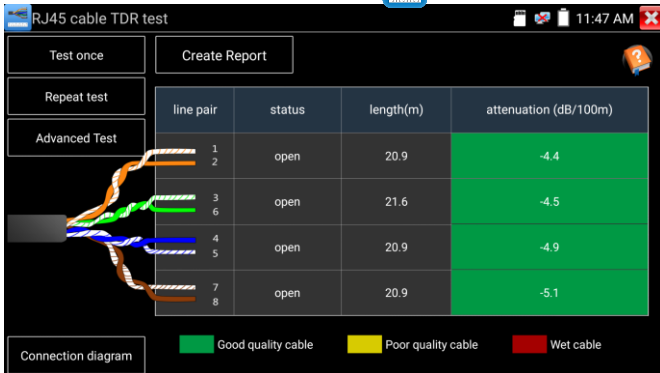 RJ45 cable TDR test
11:47 AM
Test once
Create Report
Repeat test
Advanced Test
line pair status length(m) attenuation (dB/100m)
1
2
open 20.9 -4.4
3
6
open 21.6 -4.5
4
5
open 20.9 -4.9
7
8
open 20.9 -5.1
Good quality cable Poor quality cable Wet cable
Connection diagram